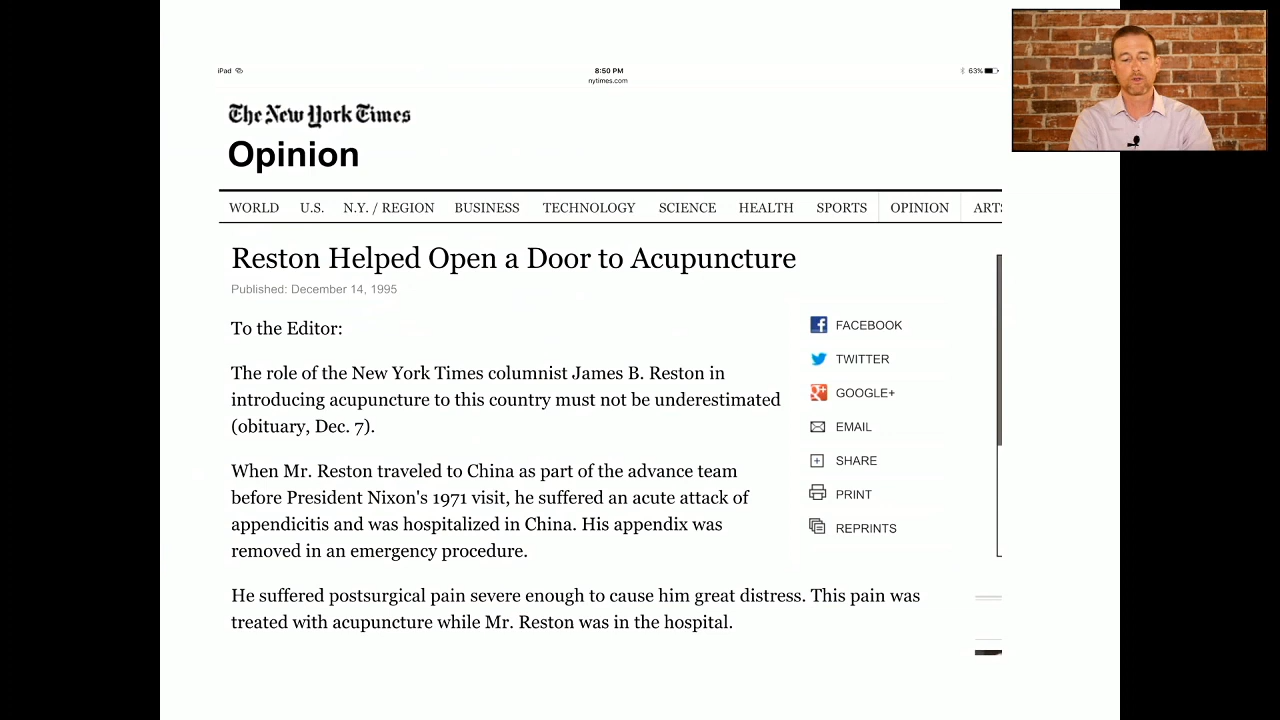 iPad
8:50 PM
63%
nytimes.com
The New York Times
Opinion
WORLD U.S. N.Y. / REGION BUSINESS TECHNOLOGY SCIENCE HEALTH SPORTS OPINION ARTS
Reston Helped Open a Door to Acupuncture
Published: December 14, 1995
To the Editor:
The role of the New York Times columnist James B. Reston in
introducing acupuncture to this country must not be underestimated
(obituary, Dec. 7).
When Mr. Reston traveled to China as part of the advance team
before President Nixon's 1971 visit, he suffered an acute attack of
appendicitis and was hospitalized in China. His appendix was
removed in an emergency procedure.
He suffered postsurgical pain severe enough to cause him great distress. This pain was
treated with acupuncture while Mr. Reston was in the hospital.
FACEBOOK
TWITTER
GOOGLE+
EMAIL
SHARE
PRINT
REPRINTS